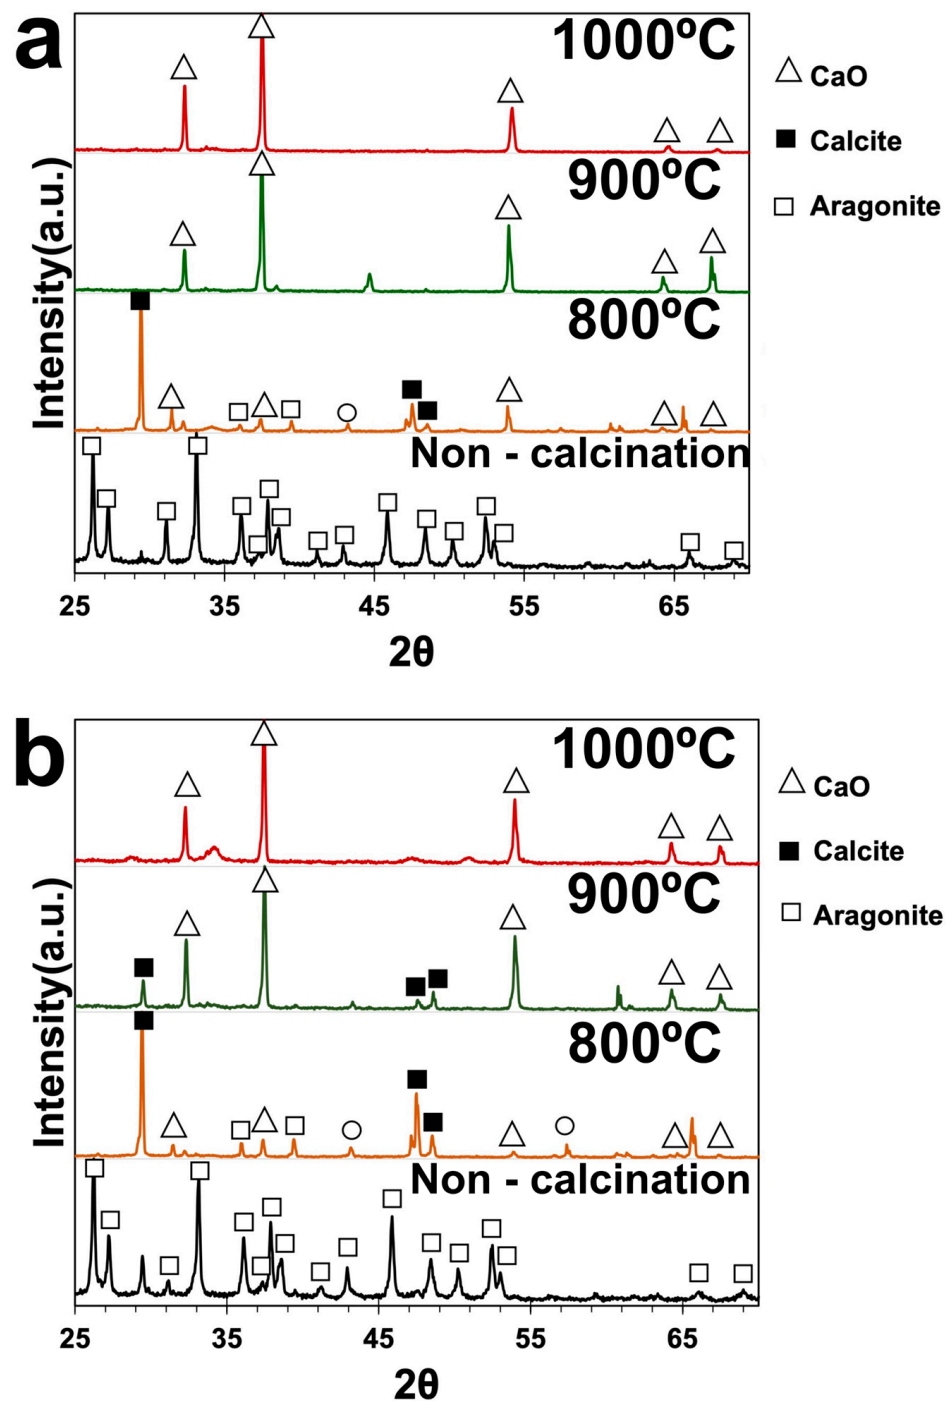 a
1000ºC
CaO
Calcite
Aragonite
900ºC
800ºC
Non - calcination
Intensity(a.u.)
25 35 45 55 65
2θ
b
1000ºC
CaO
Calcite
Aragonite
900ºC
800ºC
Non - calcination
Intensity(a.u.)
25 35 45 55 65
2θ